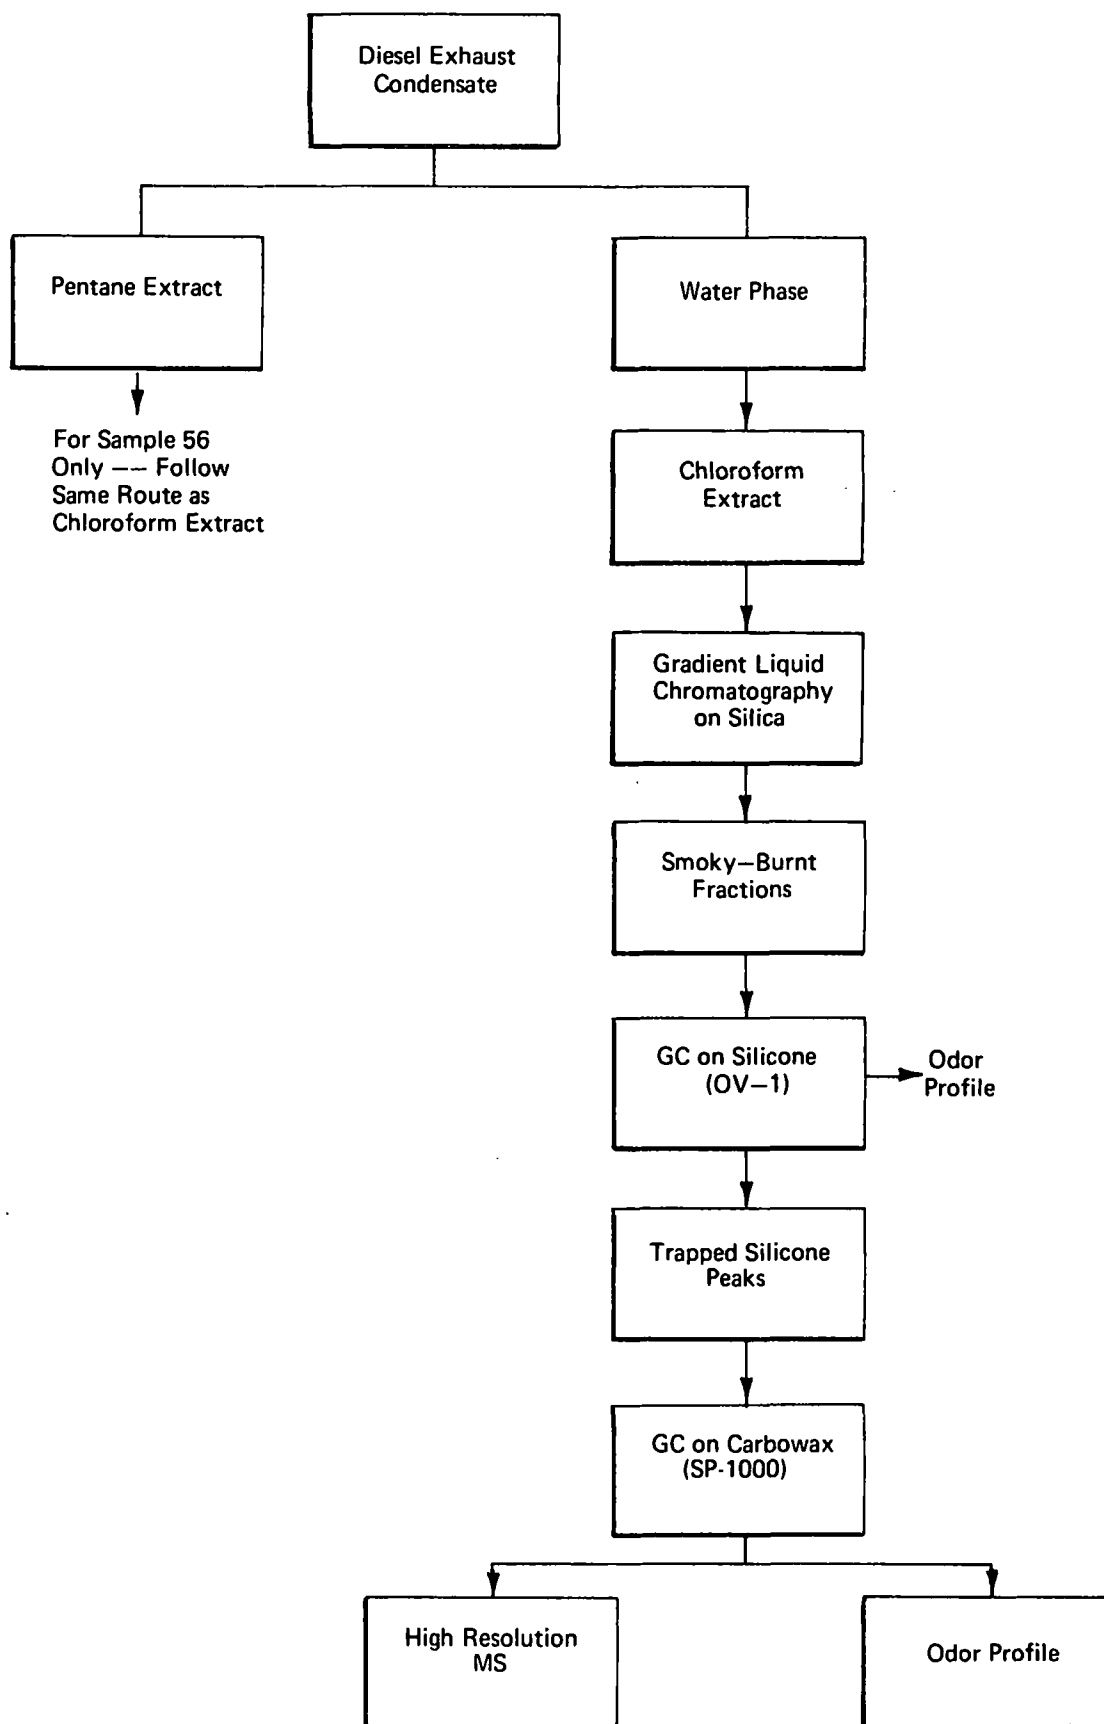 Diesel Exhaust
Condensate
Pentane Extract
Water Phase
For Sample 56
Only –– Follow
Same Route as
Chloroform Extract
Chloroform
Extract
Gradient Liquid
Chromatography
on Silica
Smoky–Burnt
Fractions
GC on Silicone
(OV–1)
Odor
Profile
Trapped Silicone
Peaks
GC on Carbowax
(SP-1000)
High Resolution
MS
Odor Profile